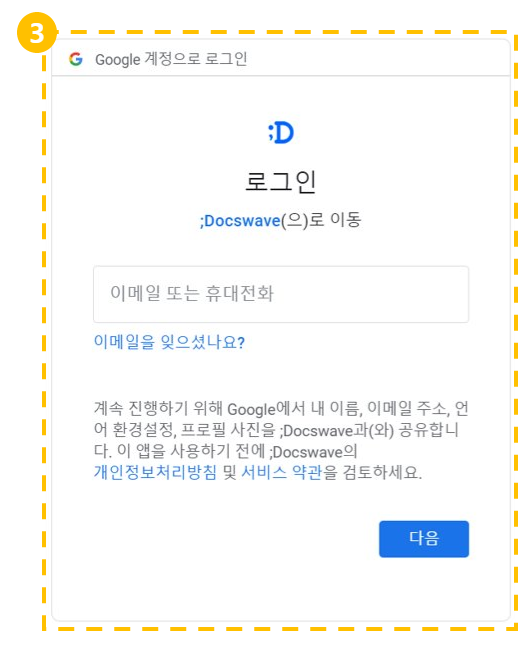 3
Google 계정으로 로그인
;D
로그인
;Docswave(으)로 이동
이메일 또는 휴대전화
이메일을 잊으셨나요?
계속 진행하기 위해 Google에서 내 이름, 이메일 주소, 언
어 환경설정, 프로필 사진을 ;Docswave과(와) 공유합니
다. 이 앱을 사용하기 전에 ;Docswave의
개인정보처리방침 및 서비스 약관을 검토하세요.
다음